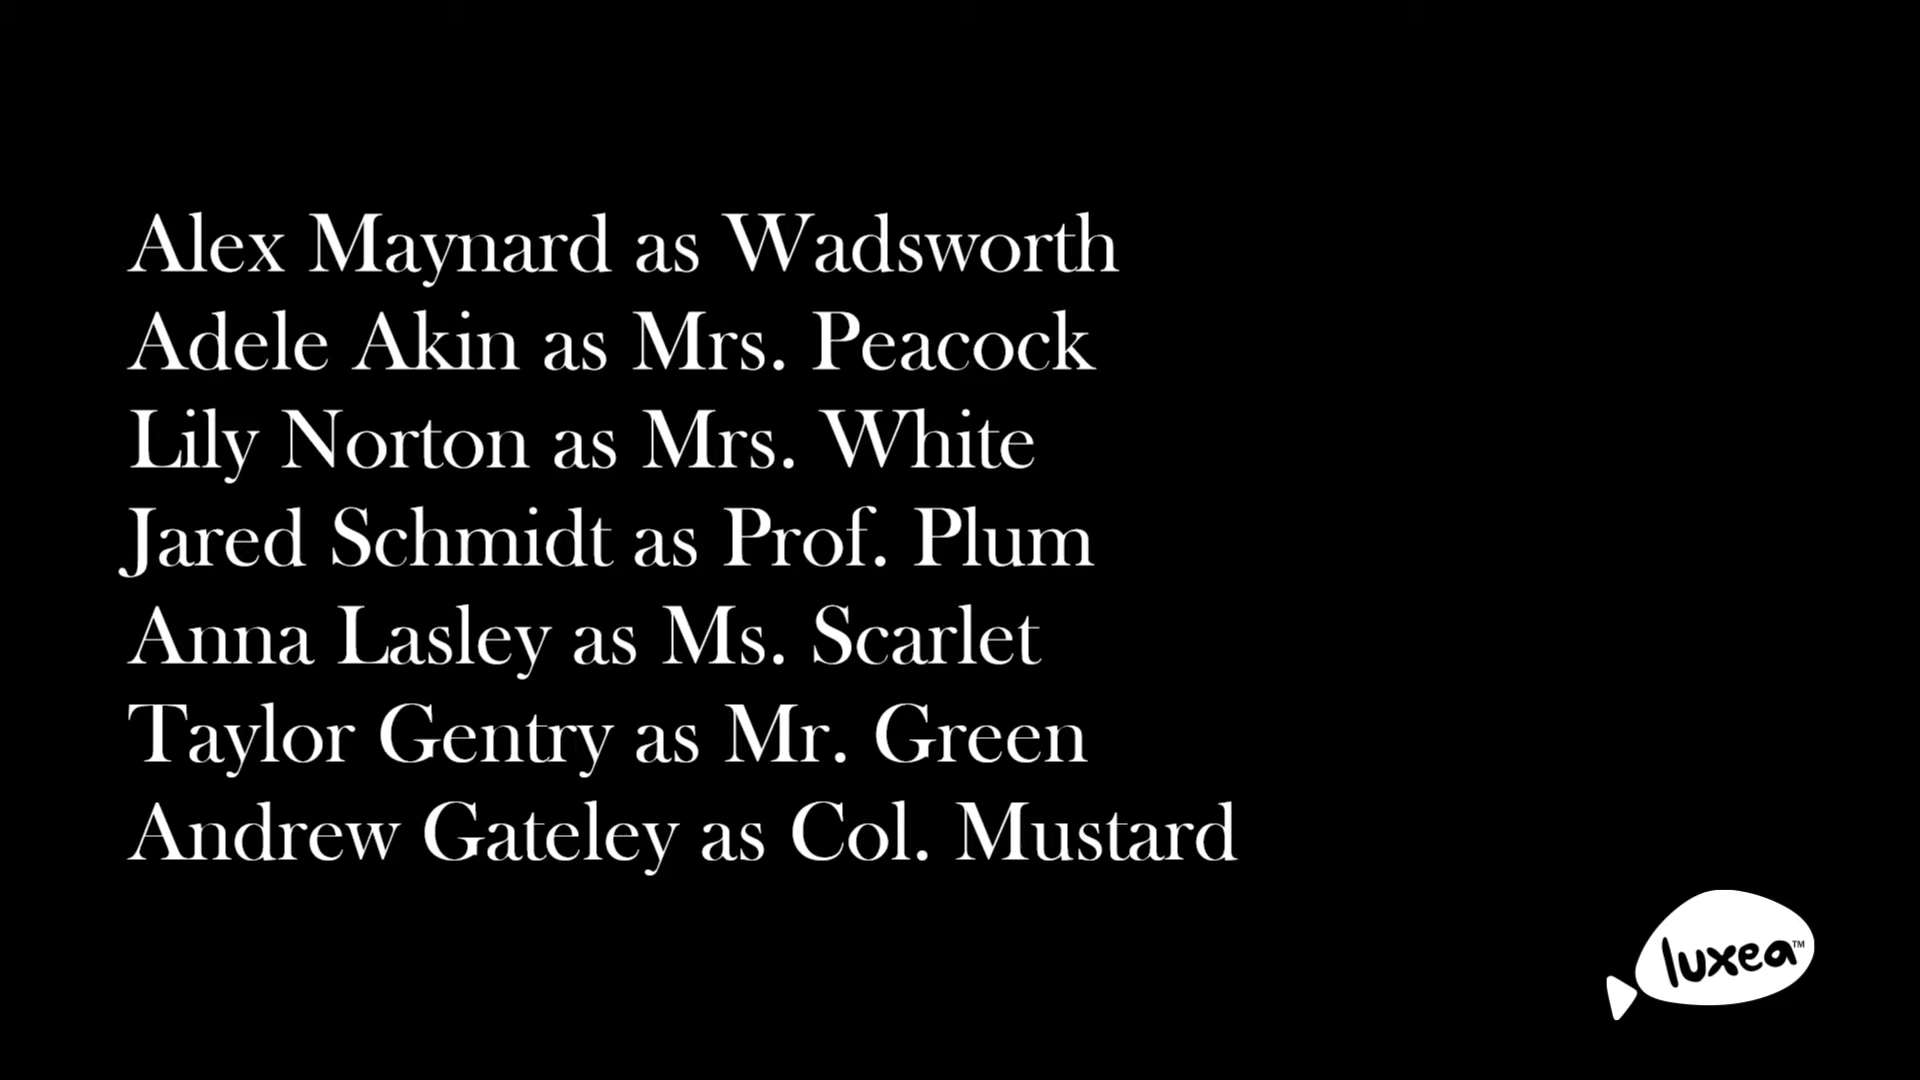 Alex Maynard as Wadsworth
Adele Akin as Mrs. Peacock
Lily Norton as Mrs. White
Jared Schmidt as Prof. Plum
Anna Lasley as Ms. Scarlet
Taylor Gentry as Mr. Green
Andrew Gateley as Col. Mustard
luxea™